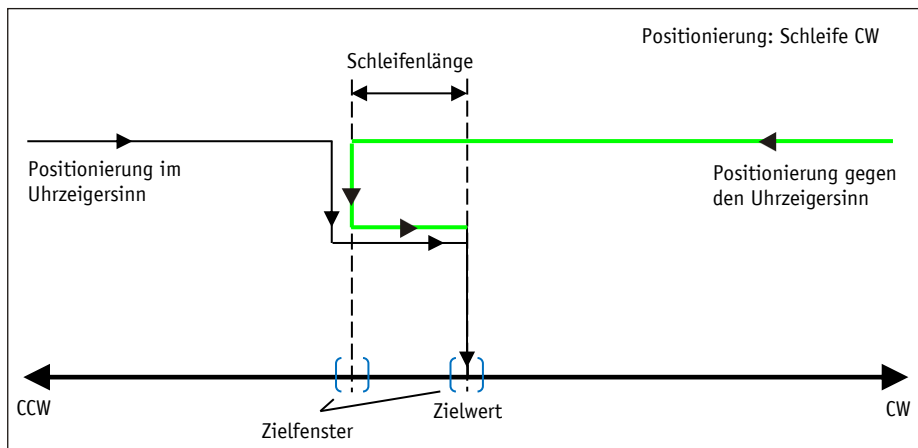 Positionierung: Schleife CW
Schleifenlänge
Positionierung im
Uhrzeigersinn
Positionierung gegen
den Uhrzeigersinn
CCW
Zielfenster
Zielwert
CW